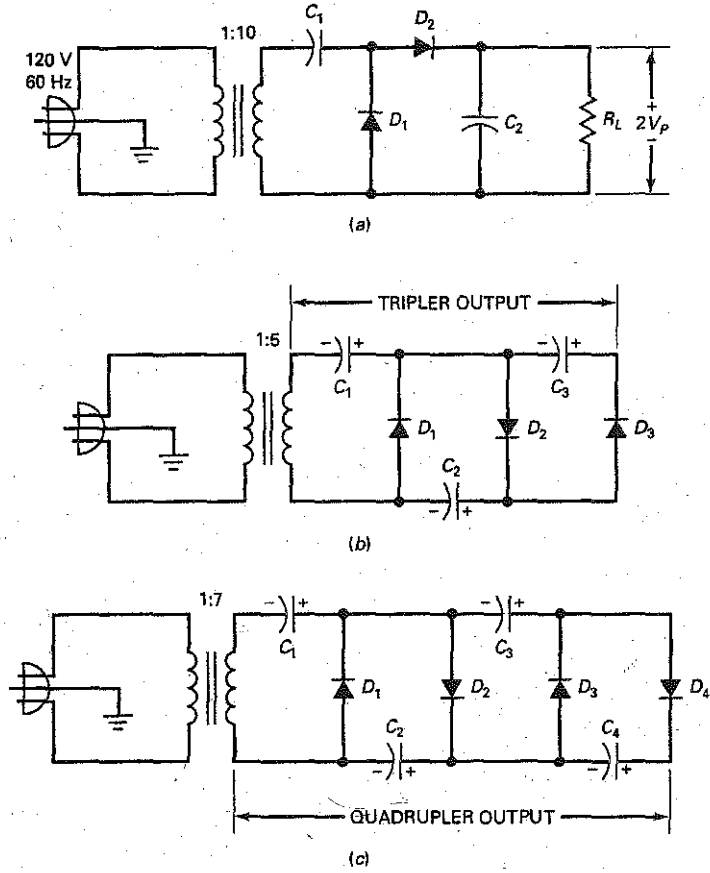 C1
D2
1:10
120 V
60 Hz
D1
C2
RL
+
2VP
−
(a)
TRIPLER OUTPUT
1:5
− +
− +
C1
C3
D1
D2
D3
C2
− +
(b)
1:7
− +
− +
C1
C3
D1
D2
D3
D4
C2
C4
− +
− +
QUADRUPLER OUTPUT
(c)